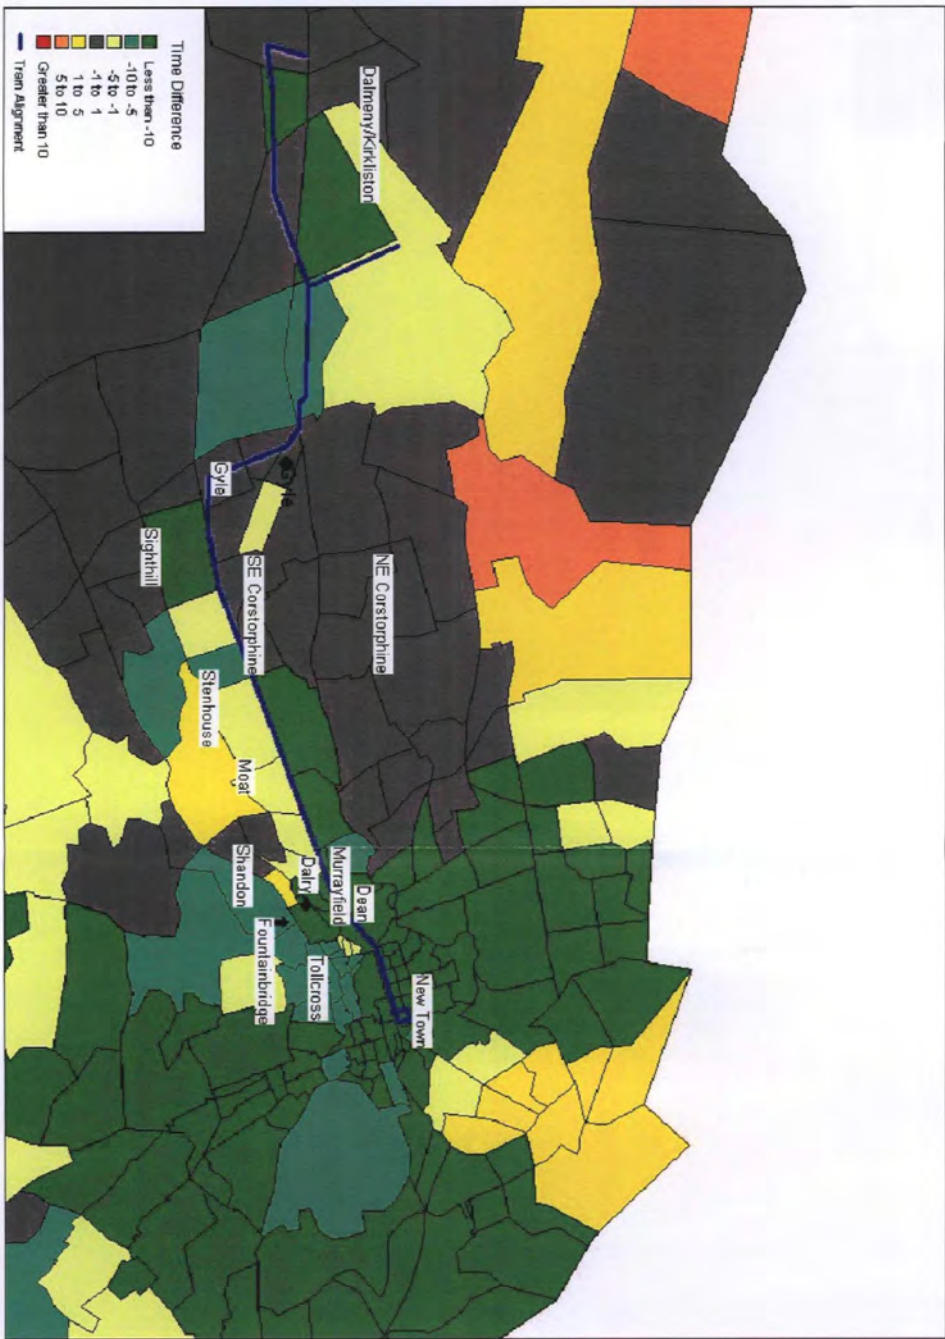 Time Difference
Less than -10
-10 to -5
-5 to -1
-1 to 1
1 to 5
5 to 10
Greater than 10
Tram Alignment
Dalmeny/Kirkliston
Gyle
Gyle
Sighthill
SE Corstorphine
NE Corstorphine
Stenhouse
Moat
Shandon
Dalry
Murrayfield
Dean
Fountainbridge
Tollcross
New Town